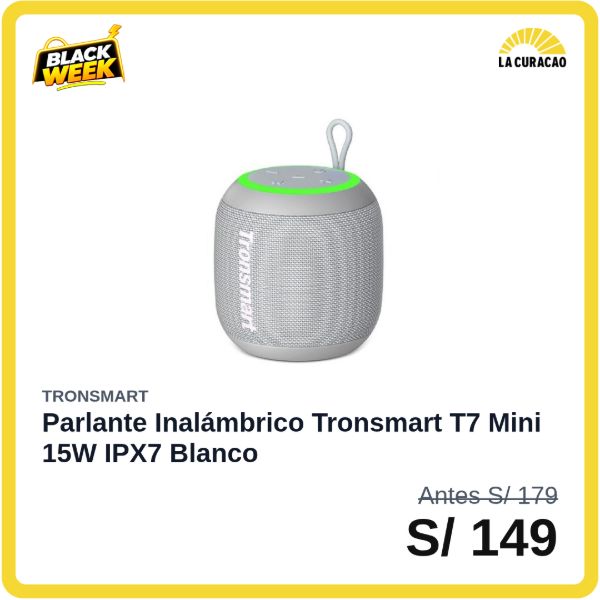 BLACK
WEEK
LA CURACAO
Tronsmart
TRONSMART
Parlante Inalámbrico Tronsmart T7 Mini
15W IPX7 Blanco
Antes S/ 179
S/ 149